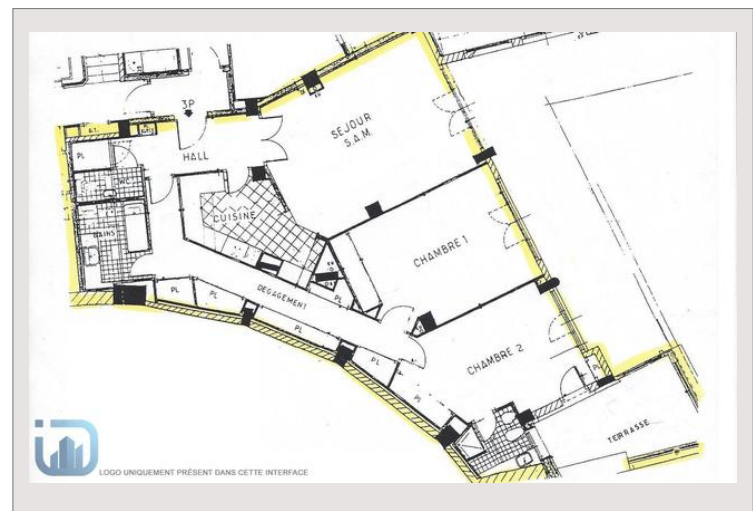 3P
PL
HALL
SEJOUR
S.A.M.
BAINS
CUISINE
CHAMBRE 1
DEGAGEMENT
PL
PL
PL
PL
PL
PL
CHAMBRE 2
PL
TERRASSE
LOGO UNIQUEMENT PRÉSENT DANS CETTE INTERFACE